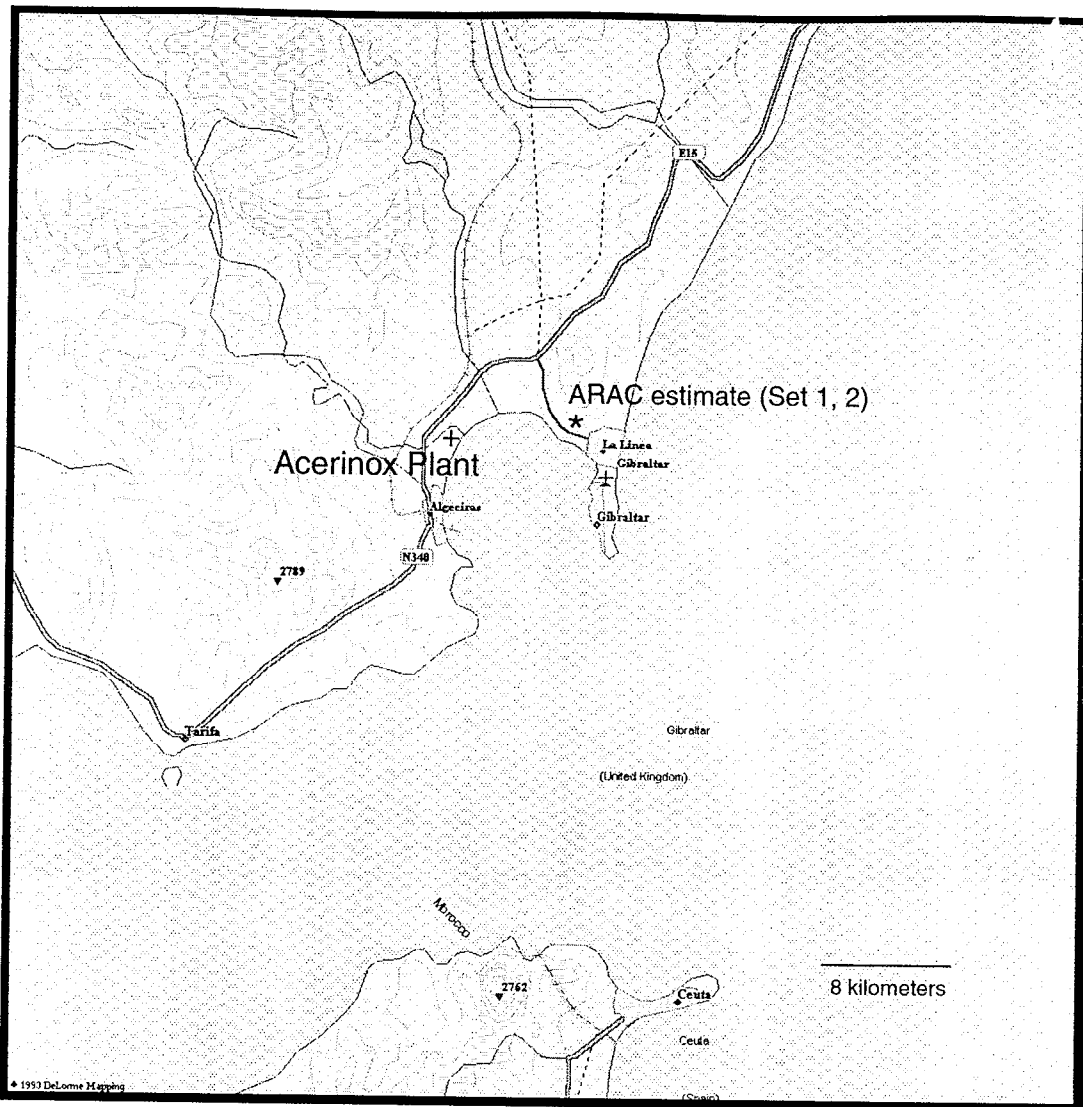 E15
ARAC estimate (Set 1, 2)
*
La Linea
Gibraltar
Acerinox Plant
Algeciras
Gibraltar
N340
2789
Tarifa
Gibraltar
(United Kingdom)
Morocco
2762
Ceuta
8 kilometers
Ceuta
(Spain)
1993 DeLorme Mapping